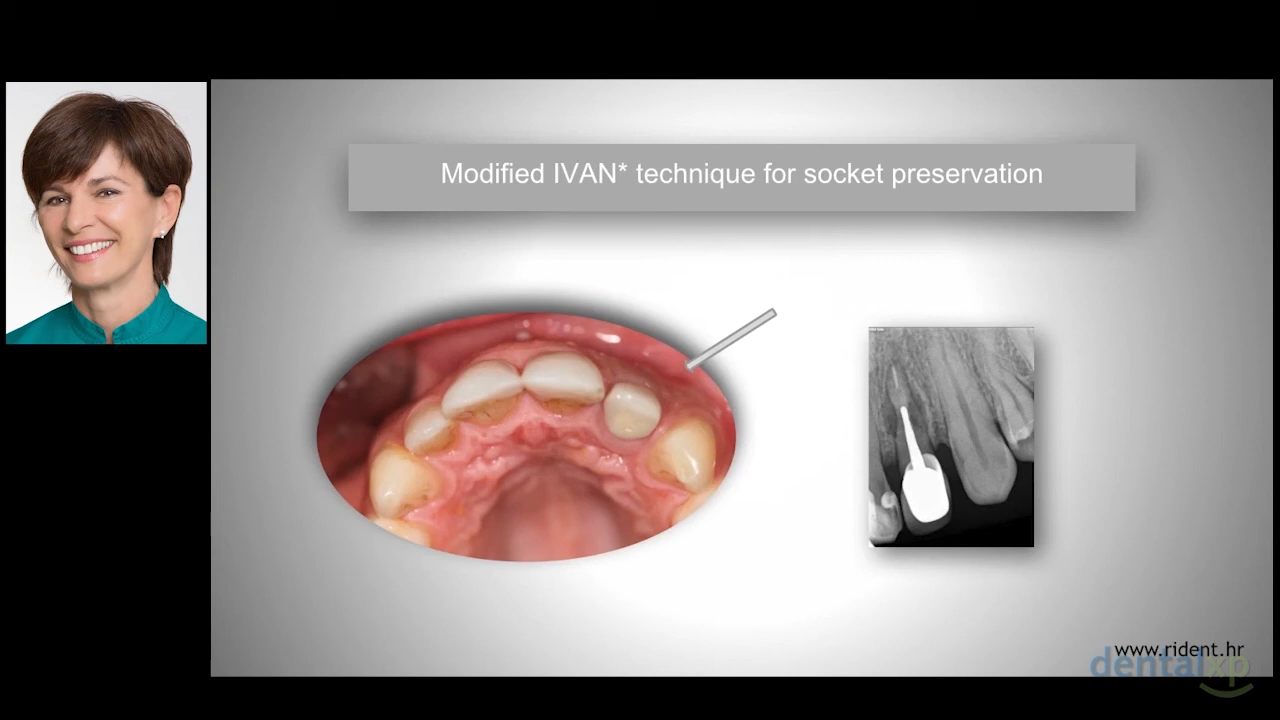 Modified IVAN* technique for socket preservation
www.rident.hr
dentalxp